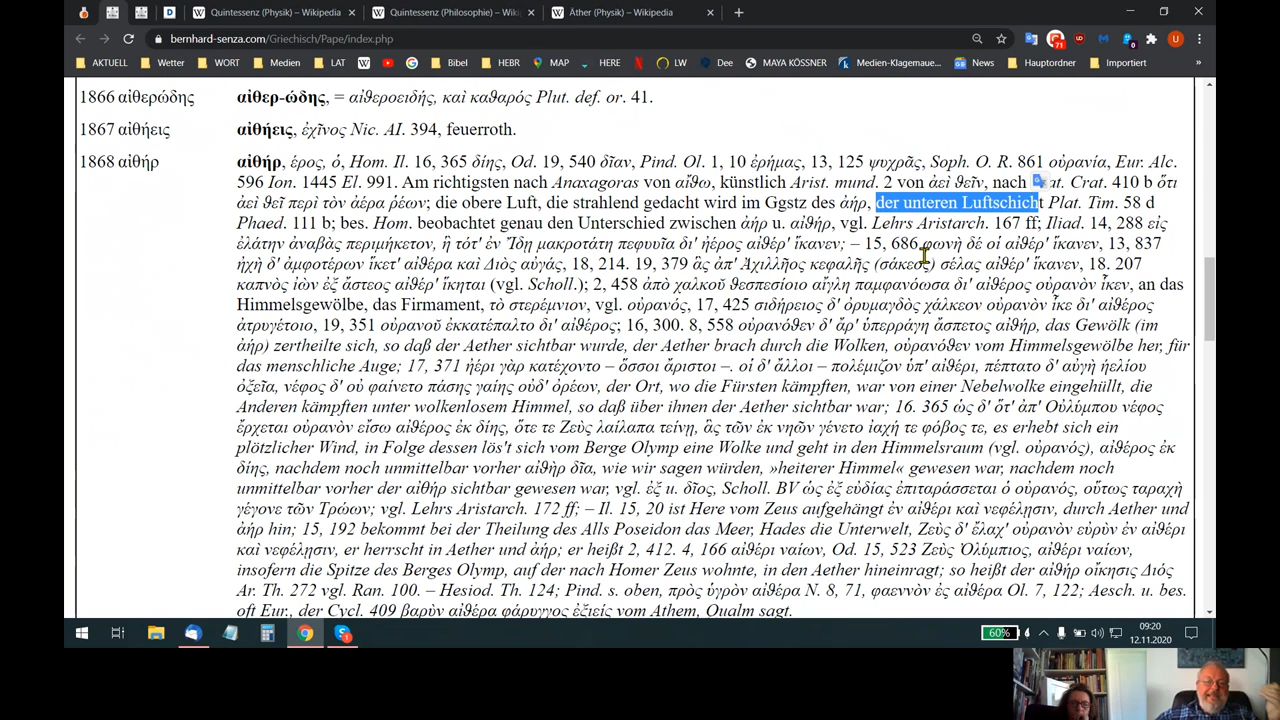 Quintessenz (Physik) – Wikipedia
Quintessenz (Philosophie) – Wiki
Äther (Physik) – Wikipedia
bernhard-senza.com/Griechisch/Pape/index.php
AKTUELL Wetter WORT Medien LAT Bibel HEBR MAP HERE LW Dee MAYA KÖSSNER Medien-Klagemaue... News Hauptordner Importiert
1866 αἰθερώδης αἰθερ-ώδης, = αἰθεροειδής, καὶ καθαρός Plut. def. or. 41.
1867 αἰθήεις αἰθήεις, ἐχῖνος Nic. Al. 394, feuerroth.
1868 αἰθήρ αἰθήρ, έρος, ὁ, Hom. Il. 16, 365 δίης, Od. 19, 540 δῖαν, Pind. Ol. 1, 10 ἐρήμας, 13, 125 ψυχρᾶς, Soph. O. R. 861 οὐρανία, Eur. Alc.
596 Ion. 1445 El. 991. Am richtigsten nach Anaxagoras von αἴθω, künstlich Arist. mund. 2 von ἀεὶ θεῖν, nach at. Crat. 410 b ὅτι
ἀεὶ θεῖ περὶ τὸν ἀέρα ῥέων; die obere Luft, die strahlend gedacht wird im Ggstz des ἀήρ, der unteren Luftschicht Plat. Tim. 58 d
Phaed. 111 b; bes. Hom. beobachtet genau den Unterschied zwischen ἀήρ u. αἰθήρ, vgl. Lehrs Aristarch. 167 ff; Iliad. 14, 288 εἰς
ἐλάτην ἀναβὰς περιμήκετον, ἣ τότ' ἐν Ἴδῃ μακροτάτη πεφυυῖα δι' ἠέρος αἰθέρ' ἵκανεν; – 15, 686 φωνὴ δέ οἱ αἰθέρ' ἵκανεν, 13, 837
ἠχὴ δ' ἀμφοτέρων ἵκετ' αἰθέρα καὶ Διὸς αὐγάς, 18, 214. 19, 379 ἃς ἀπ' Ἀχιλλῆος κεφαλῆς (σάκεος) σέλας αἰθέρ' ἵκανεν, 18. 207
καπνὸς ἰὼν ἐξ ἄστεος αἰθέρ' ἵκηται (vgl. Scholl.); 2, 458 ἀπὸ χαλκοῦ θεσπεσίοιο αἴγλη παμφανόωσα δι' αἰθέρος οὐρανὸν ἷκεν, an das
Himmelsgewölbe, das Firmament, τὸ στερέμνιον, vgl. οὐρανός, 17, 425 σιδήρειος δ' ὀρυμαγδὸς χάλκεον οὐρανὸν ἷκε δι' αἰθέρος
ἀτρυγέτοιο, 19, 351 οὐρανοῦ ἐκκατέπαλτο δι' αἰθέρος; 16, 300. 8, 558 οὐρανόθεν δ' ἄρ' ὑπερράγη ἄσπετος αἰθήρ, das Gewölk (im
ἀήρ) zertheilte sich, so daß der Aether sichtbar wurde, der Aether brach durch die Wolken, οὐρανόθεν vom Himmelsgewölbe her, für
das menschliche Auge; 17, 371 ἠέρι γὰρ κατέχοντο – ὅσσοι ἄριστοι –. οἱ δ' ἄλλοι – πολέμιζον ὑπ' αἰθέρι, πέπτατο δ' αὐγὴ ἠελίου
ὀξεῖα, νέφος δ' οὐ φαίνετο πάσης γαίης οὐδ' ὀρέων, der Ort, wo die Fürsten kämpften, war von einer Nebelwolke eingehüllt, die
Anderen kämpften unter wolkenlosem Himmel, so daß über ihnen der Aether sichtbar war; 16. 365 ὡς δ' ὅτ' ἀπ' Οὐλύμπου νέφος
ἔρχεται οὐρανὸν εἴσω αἰθέρος ἐκ δίης, ὅτε τε Ζεὺς λαίλαπα τείνῃ, ἃς τῶν ἐκ νηῶν γένετο ἰαχή τε φόβος τε, es erhebt sich ein
plötzlicher Wind, in Folge dessen lös't sich vom Berge Olymp eine Wolke und geht in den Himmelsraum (vgl. οὐρανός), αἰθέρος ἐκ
δίης, nachdem noch unmittelbar vorher αἰθὴρ δῖα, wie wir sagen würden, »heiterer Himmel« gewesen war, nachdem noch
unmittelbar vorher der αἰθήρ sichtbar gewesen war, vgl. ἐξ u. δῖος, Scholl. BV ὡς ἐξ εὐδίας ἐπιταράσσεται ὁ οὐρανός, οὕτως ταραχὴ
γέγονε τῶν Τρώων; vgl. Lehrs Aristarch. 172 ff; – Il. 15, 20 ist Here vom Zeus aufgehängt ἐν αἰθέρι καὶ νεφέλῃσιν, durch Aether und
ἀήρ hin; 15, 192 bekommt bei der Theilung des Alls Poseidon das Meer, Hades die Unterwelt, Ζεὺς δ' ἔλαχ' οὐρανὸν εὐρὺν ἐν αἰθέρι
καὶ νεφέλῃσιν, er herrscht in Aether und ἀήρ; er heißt 2, 412. 4, 166 αἰθέρι ναίων, Od. 15, 523 Ζεὺς Ὀλύμπιος, αἰθέρι ναίων,
insofern die Spitze des Berges Olymp, auf der nach Homer Zeus wohnte, in den Aether hineinragt; so heißt der αἰθὴρ οἴκησις Διὸς
Ar. Th. 272 vgl. Ran. 100. – Hesiod. Th. 124; Pind. s. oben, πρὸς ὑγρὸν αἰθέρα N. 8, 71, φαεννὸν ἐς αἰθέρα Ol. 7, 122; Aesch. u. bes.
oft Eur., der Cycl. 409 βαρὺν αἰθέρα φάρυγγος ἐξιείς vom Athem, Qualm sagt.
60% 09:20
12.11.2020